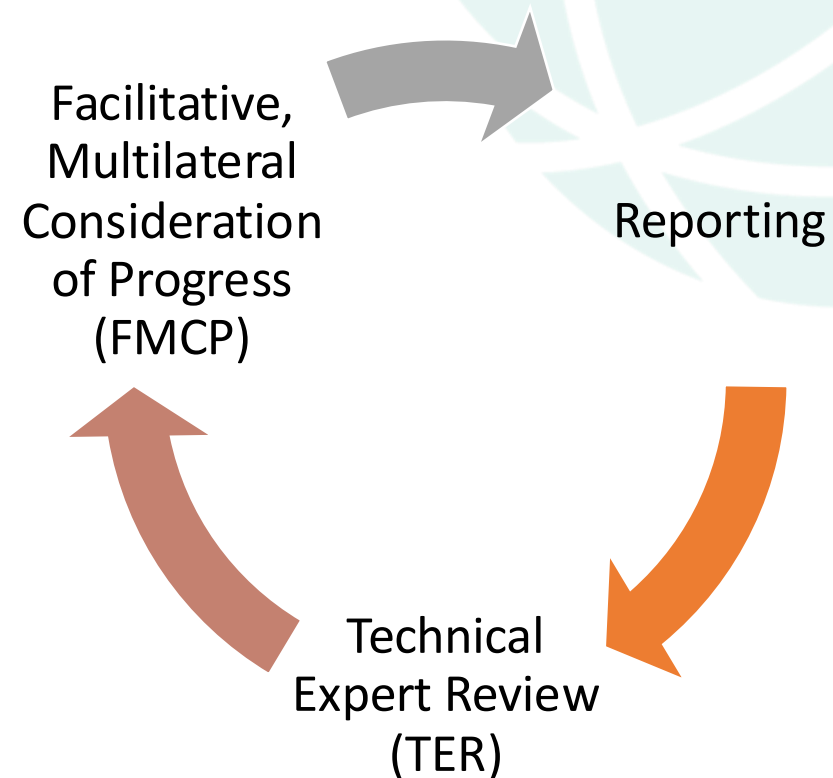 Facilitative,
Multilateral
Consideration
of Progress
(FMCP)
Reporting
Technical
Expert Review
(TER)